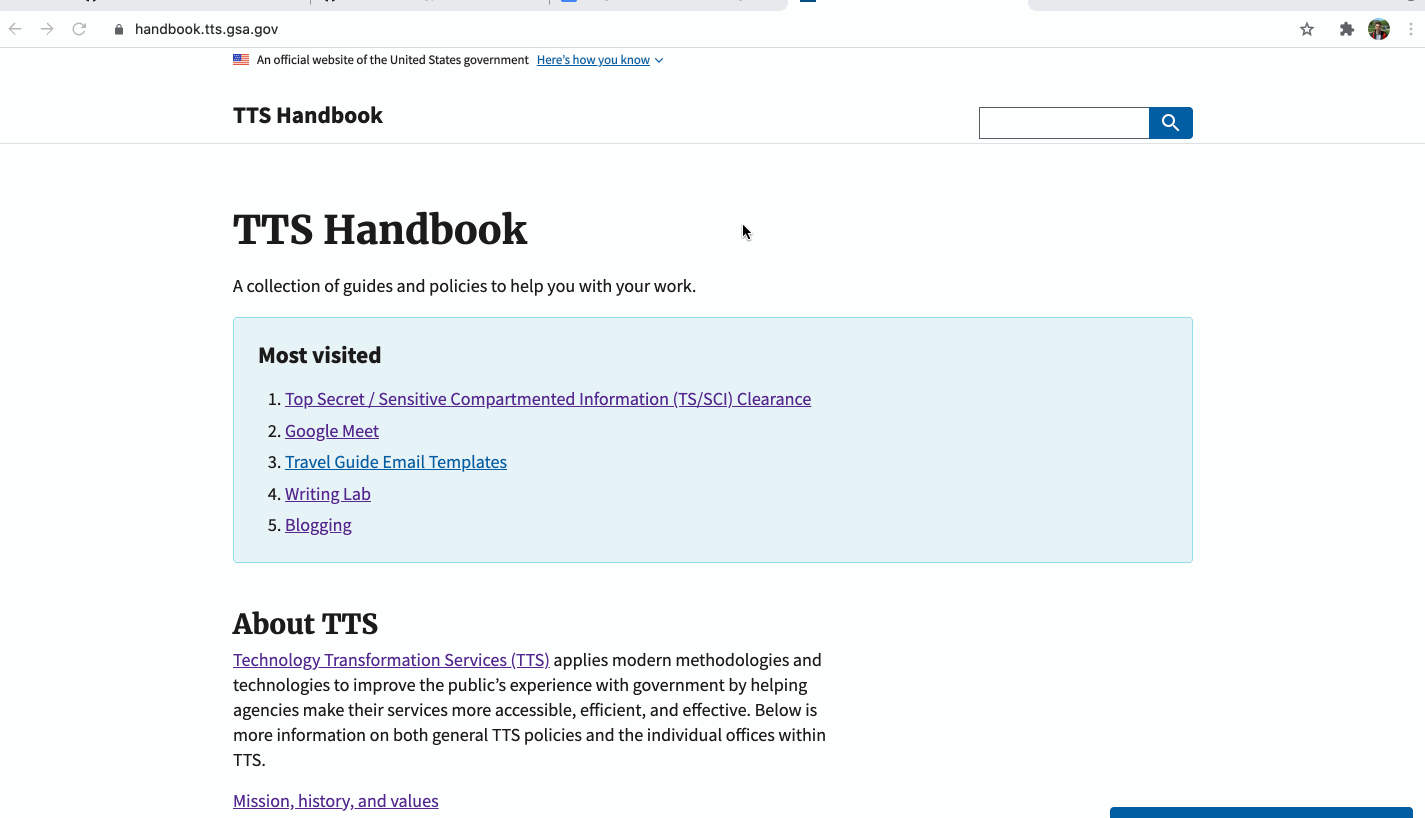 handbook.tts.gsa.gov
An official website of the United States government Here’s how you know
TTS Handbook
TTS Handbook
A collection of guides and policies to help you with your work.
Most visited
1. Top Secret / Sensitive Compartmented Information (TS/SCI) Clearance
2. Google Meet
3. Travel Guide Email Templates
4. Writing Lab
5. Blogging
About TTS
Technology Transformation Services (TTS) applies modern methodologies and
technologies to improve the public’s experience with government by helping
agencies make their services more accessible, efficient, and effective. Below is
more information on both general TTS policies and the individual offices within
TTS.
Mission, history, and values